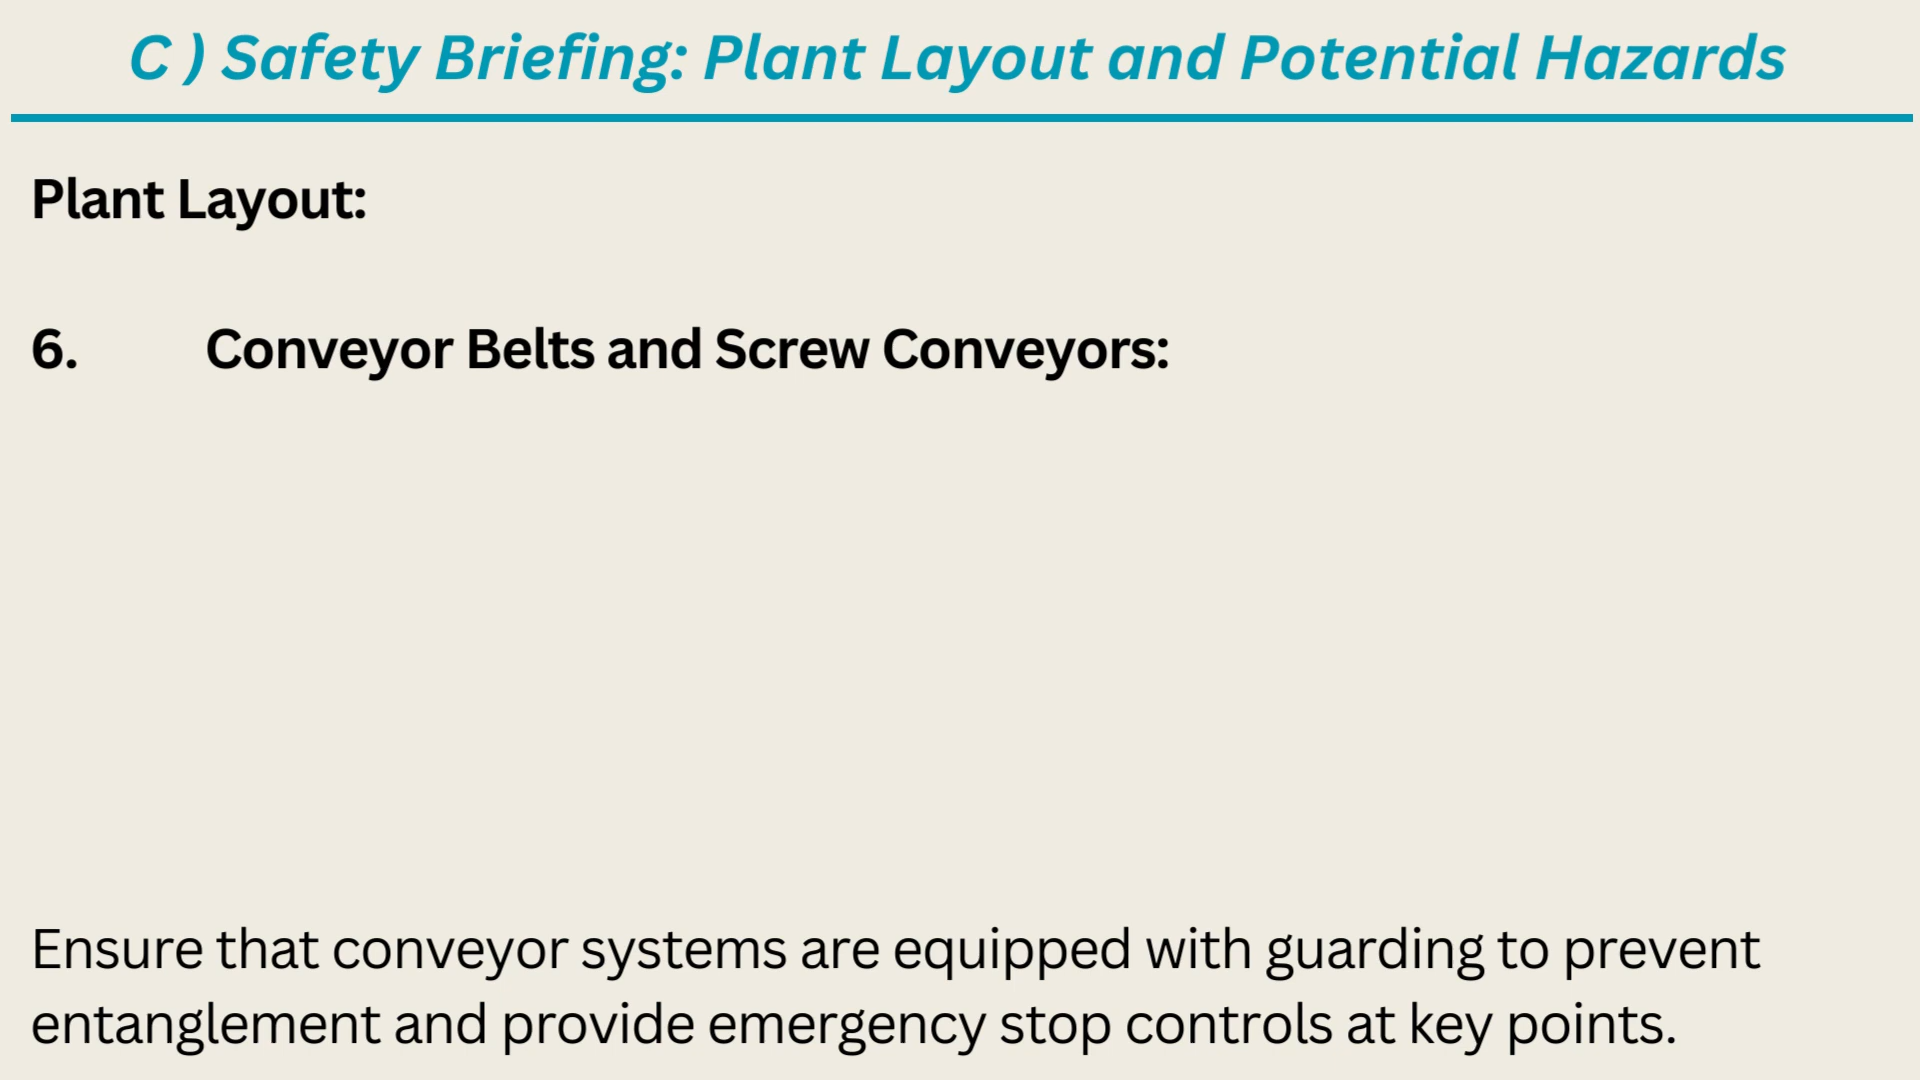 C ) Safety Briefing: Plant Layout and Potential Hazards
Plant Layout:
6. Conveyor Belts and Screw Conveyors:
Ensure that conveyor systems are equipped with guarding to prevent
entanglement and provide emergency stop controls at key points.